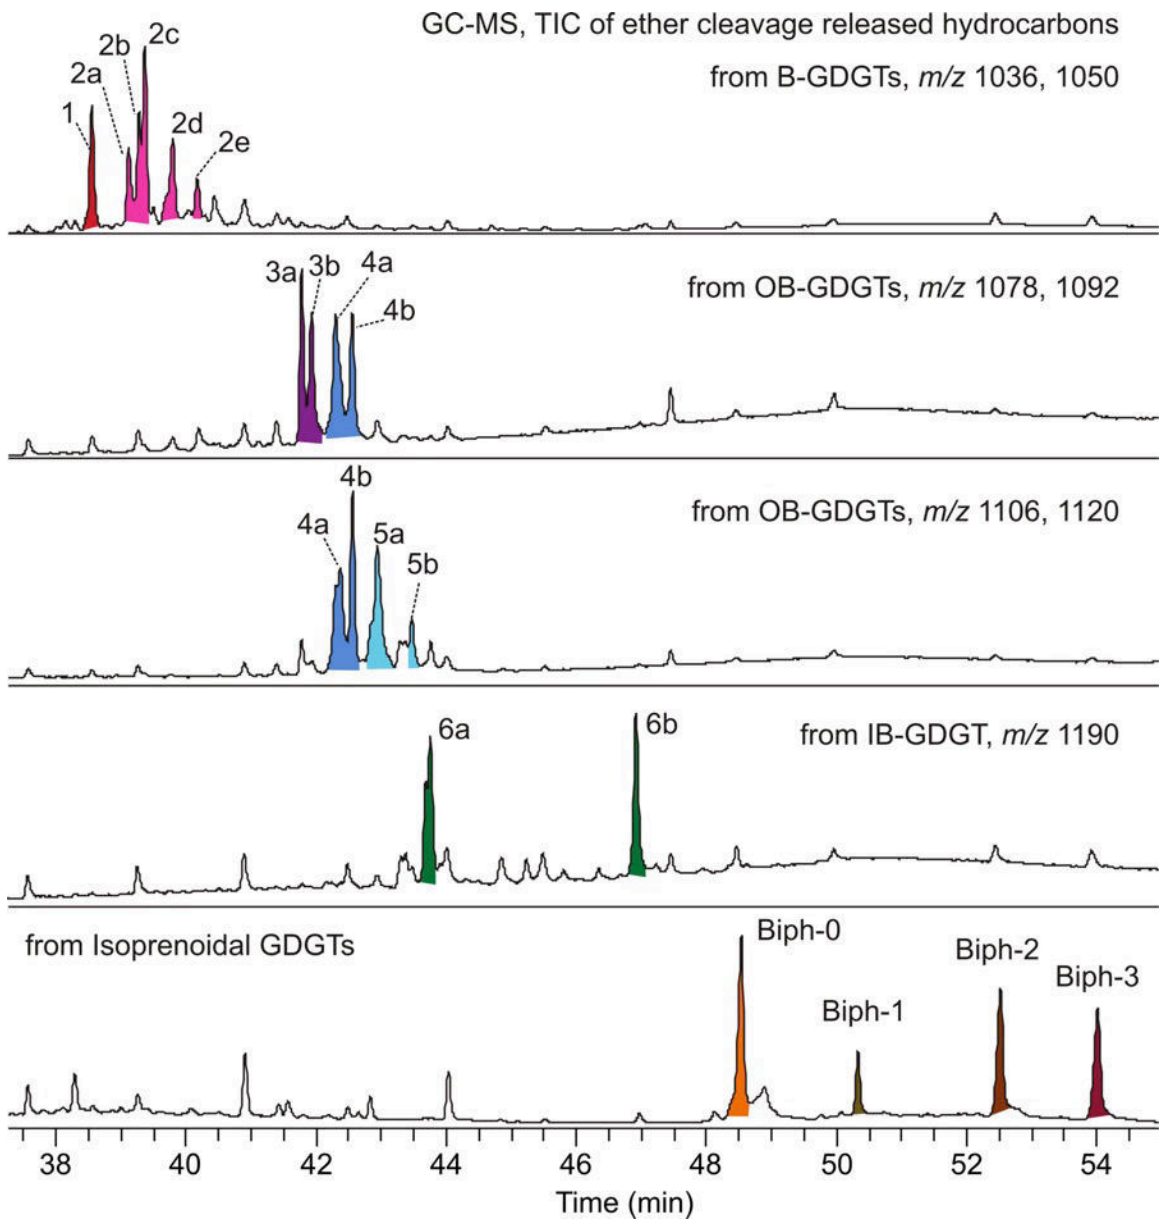 GC-MS, TIC of ether cleavage released hydrocarbons
from B-GDGTs, m/z 1036, 1050
1
2a
2b
2c
2d
2e
from OB-GDGTs, m/z 1078, 1092
3a
3b
4a
4b
from OB-GDGTs, m/z 1106, 1120
4a
4b
5a
5b
from IB-GDGT, m/z 1190
6a
6b
from Isoprenoidal GDGTs
Biph-0
Biph-1
Biph-2
Biph-3
38 40 42 44 46 48 50 52 54
Time (min)